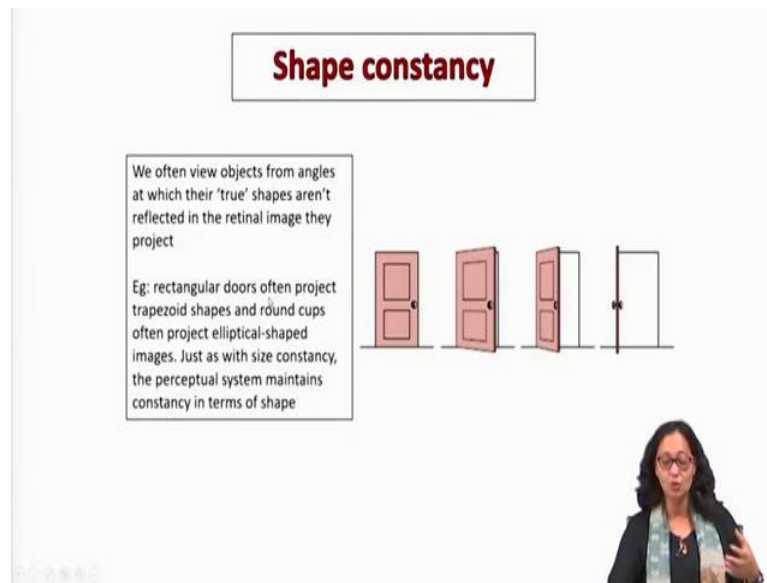 Shape constancy
We often view objects from angles
at which their 'true' shapes aren't
reflected in the retinal image they
project
Eg: rectangular doors often project
trapezoid shapes and round cups
often project elliptical-shaped
images. Just as with size constancy,
the perceptual system maintains
constancy in terms of shape